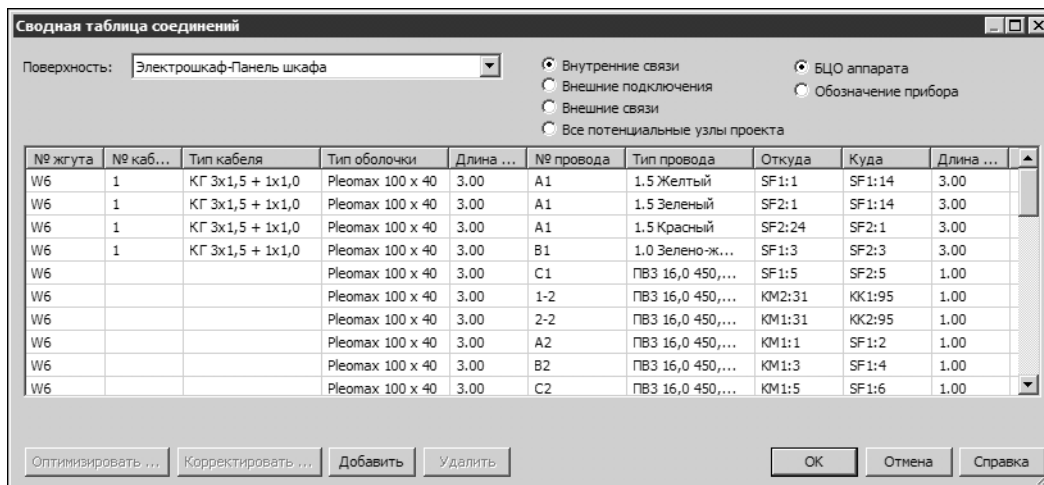 Сводная таблица соединений
Поверхность: Электрошкаф-Панель шкафа
Внутренние связи
Внешние подключения
Внешние связи
Все потенциальные узлы проекта
БЦО аппарата
Обозначение прибора
№ жгута № каб... Тип кабеля Тип оболочки Длина ... № провода Тип провода Откуда Куда Длина ...
W6 1 КГ 3x1,5 + 1x1,0 Pleomax 100 x 40 3.00 A1 1.5 Желтый SF1:1 SF1:14 3.00
W6 1 КГ 3x1,5 + 1x1,0 Pleomax 100 x 40 3.00 A1 1.5 Зеленый SF2:1 SF1:14 3.00
W6 1 КГ 3x1,5 + 1x1,0 Pleomax 100 x 40 3.00 A1 1.5 Красный SF2:24 SF2:1 3.00
W6 1 КГ 3x1,5 + 1x1,0 Pleomax 100 x 40 3.00 B1 1.0 Зелено-ж... SF1:3 SF2:3 3.00
W6 Pleomax 100 x 40 3.00 C1 ПВ3 16,0 450,... SF1:5 SF2:5 1.00
W6 Pleomax 100 x 40 3.00 1-2 ПВ3 16,0 450,... KM2:31 KK1:95 1.00
W6 Pleomax 100 x 40 3.00 2-2 ПВ3 16,0 450,... KM1:31 KK2:95 1.00
W6 Pleomax 100 x 40 3.00 A2 ПВ3 16,0 450,... KM1:1 SF1:2 1.00
W6 Pleomax 100 x 40 3.00 B2 ПВ3 16,0 450,... KM1:3 SF1:4 1.00
W6 Pleomax 100 x 40 3.00 C2 ПВ3 16,0 450,... KM1:5 SF1:6 1.00
Оптимизировать ... Корректировать ... Добавить Удалить OK Отмена Справка